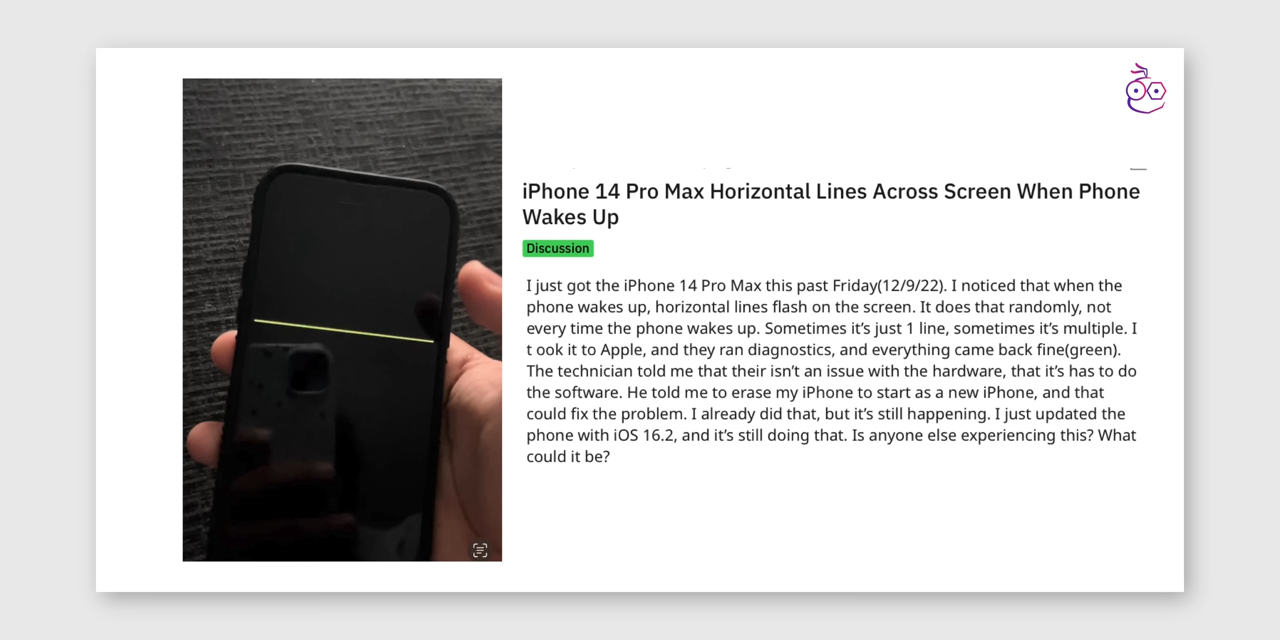 iPhone 14 Pro Max Horizontal Lines Across Screen When Phone
Wakes Up
Discussion
I just got the iPhone 14 Pro Max this past Friday(12/9/22). I noticed that when the
phone wakes up, horizontal lines flash on the screen. It does that randomly, not
every time the phone wakes up. Sometimes it’s just 1 line, sometimes it’s multiple. I
t ook it to Apple, and they ran diagnostics, and everything came back fine(green).
The technician told me that their isn’t an issue with the hardware, that it’s has to do
the software. He told me to erase my iPhone to start as a new iPhone, and that
could fix the problem. I already did that, but it’s still happening. I just updated the
phone with iOS 16.2, and it’s still doing that. Is anyone else experiencing this? What
could it be?